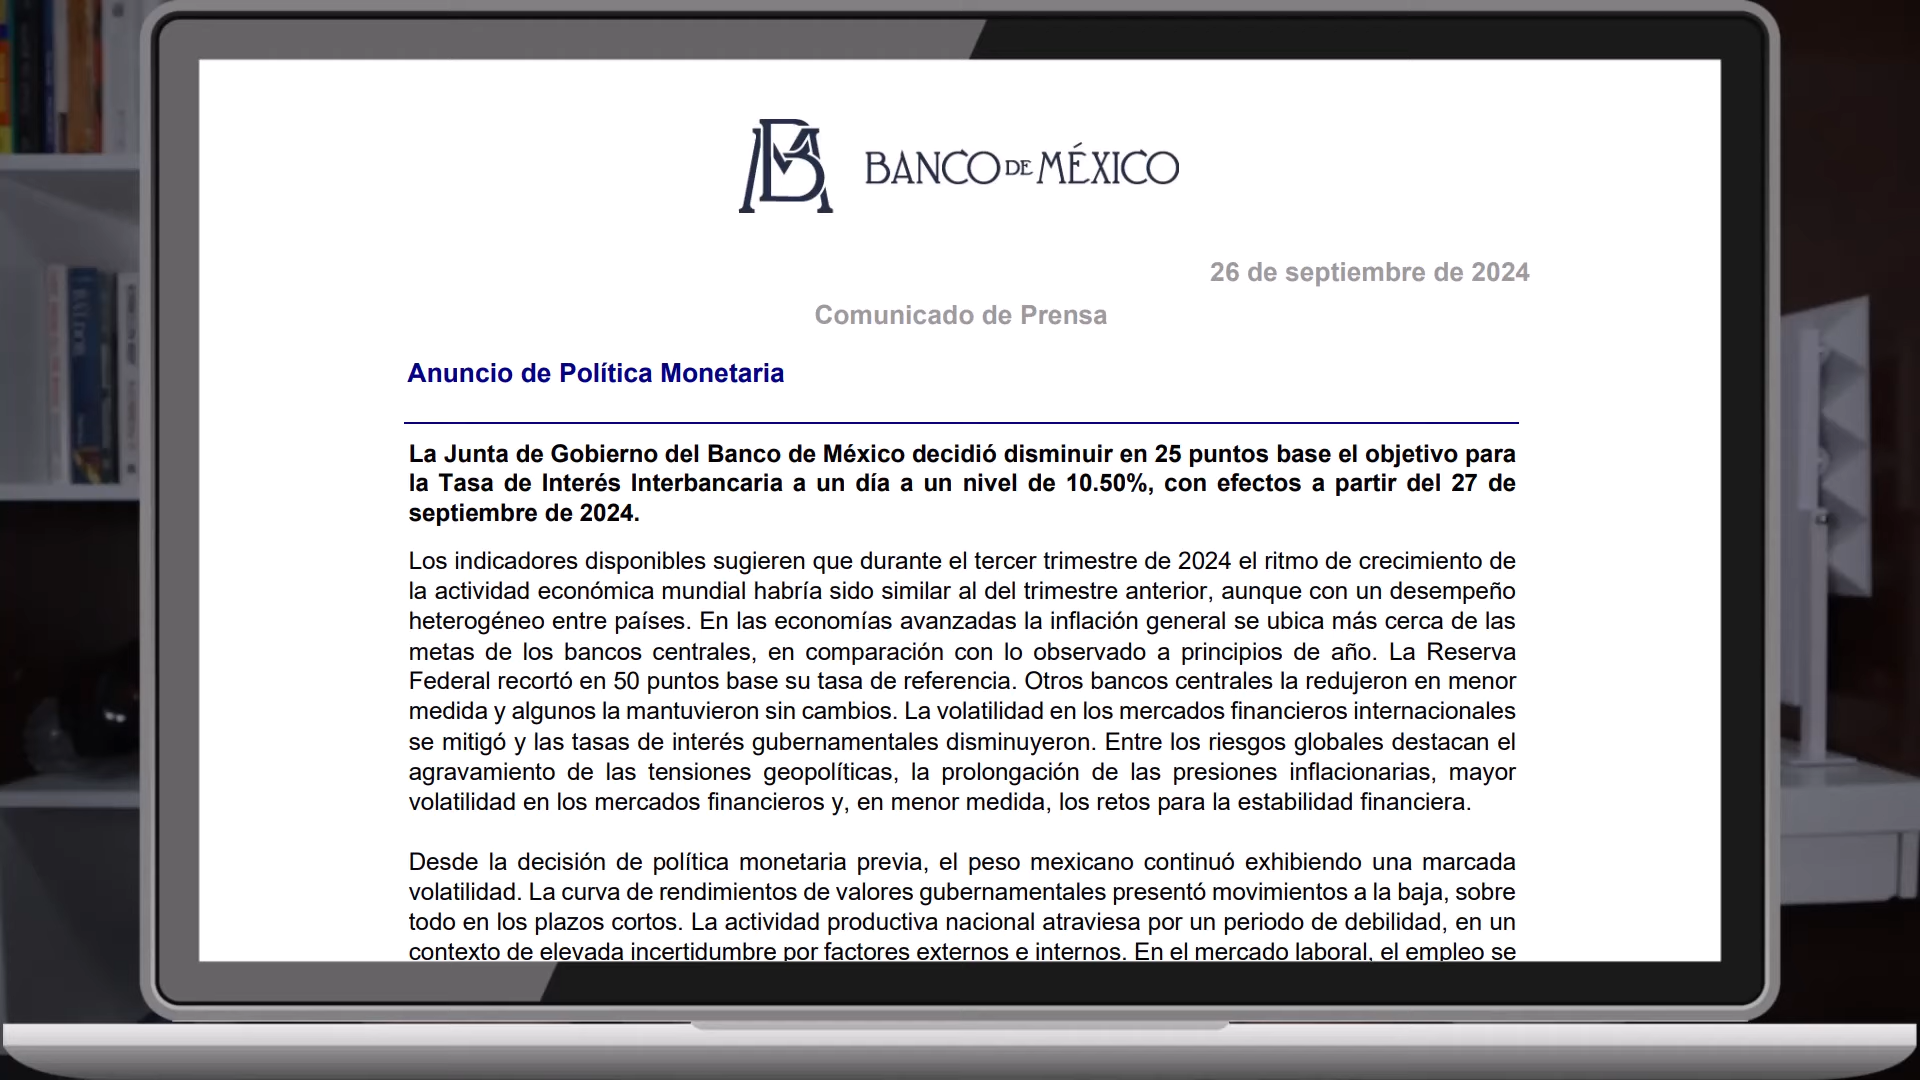 BM
BANCO DE MÉXICO
26 de septiembre de 2024
Comunicado de Prensa
Anuncio de Política Monetaria
La Junta de Gobierno del Banco de México decidió disminuir en 25 puntos base el objetivo para
la Tasa de Interés Interbancaria a un día a un nivel de 10.50%, con efectos a partir del 27 de
septiembre de 2024.
Los indicadores disponibles sugieren que durante el tercer trimestre de 2024 el ritmo de crecimiento de
la actividad económica mundial habría sido similar al del trimestre anterior, aunque con un desempeño
heterogéneo entre países. En las economías avanzadas la inflación general se ubica más cerca de las
metas de los bancos centrales, en comparación con lo observado a principios de año. La Reserva
Federal recortó en 50 puntos base su tasa de referencia. Otros bancos centrales la redujeron en menor
medida y algunos la mantuvieron sin cambios. La volatilidad en los mercados financieros internacionales
se mitigó y las tasas de interés gubernamentales disminuyeron. Entre los riesgos globales destacan el
agravamiento de las tensiones geopolíticas, la prolongación de las presiones inflacionarias, mayor
volatilidad en los mercados financieros y, en menor medida, los retos para la estabilidad financiera.
Desde la decisión de política monetaria previa, el peso mexicano continuó exhibiendo una marcada
volatilidad. La curva de rendimientos de valores gubernamentales presentó movimientos a la baja, sobre
todo en los plazos cortos. La actividad productiva nacional atraviesa por un periodo de debilidad, en un
contexto de elevada incertidumbre por factores externos e internos. En el mercado laboral, el empleo se